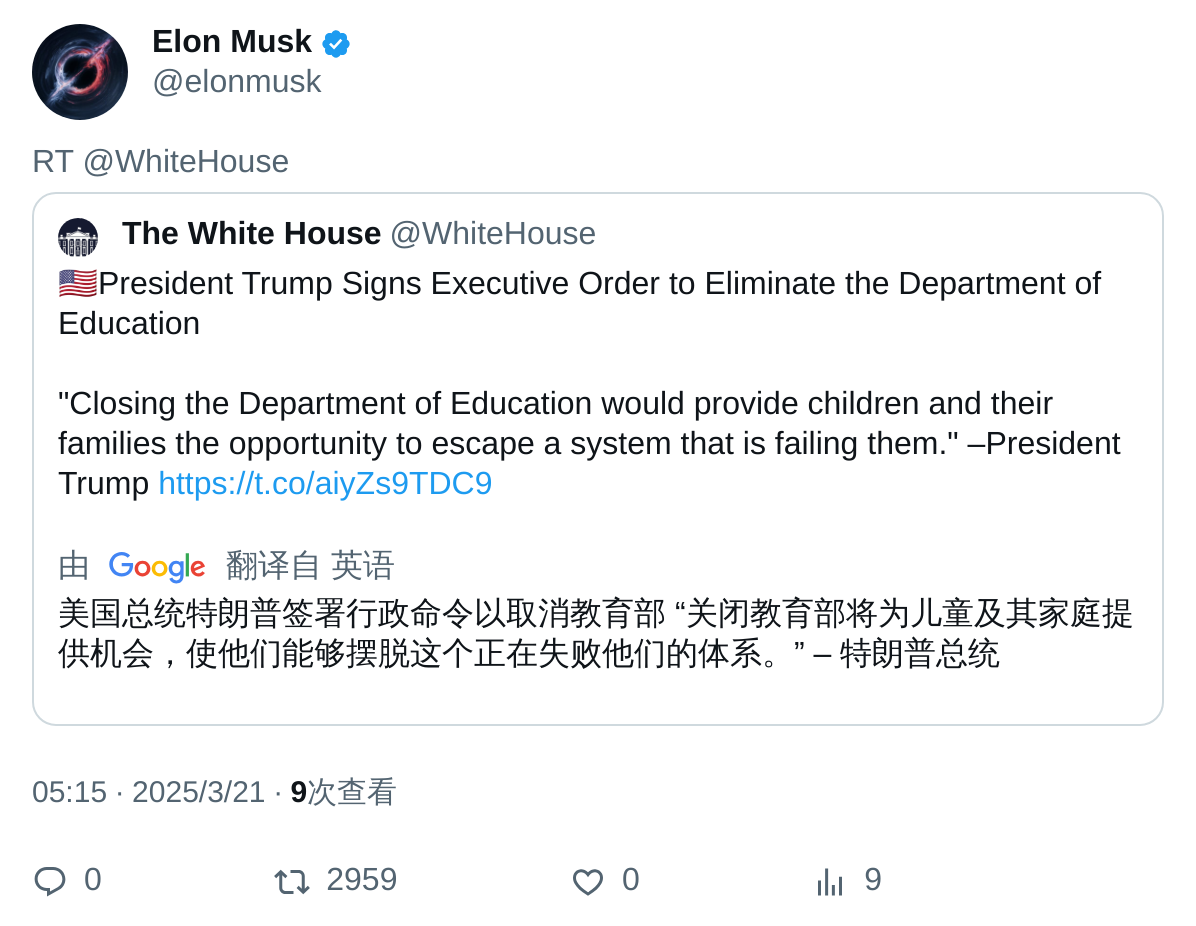 Elon Musk
@elonmusk
RT @WhiteHouse
The White House @WhiteHouse
🇺🇸President Trump Signs Executive Order to Eliminate the Department of
Education
"Closing the Department of Education would provide children and their
families the opportunity to escape a system that is failing them." –President
Trump https://t.co/aiyZs9TDC9
由 Google 翻译自 英语
美国总统特朗普签署行政命令以取消教育部 “关闭教育部将为儿童及其家庭提
供机会，使他们能够摆脱这个正在失败他们的体系。” – 特朗普总统
05:15 · 2025/3/21 · 9次查看
0 2959 0 9